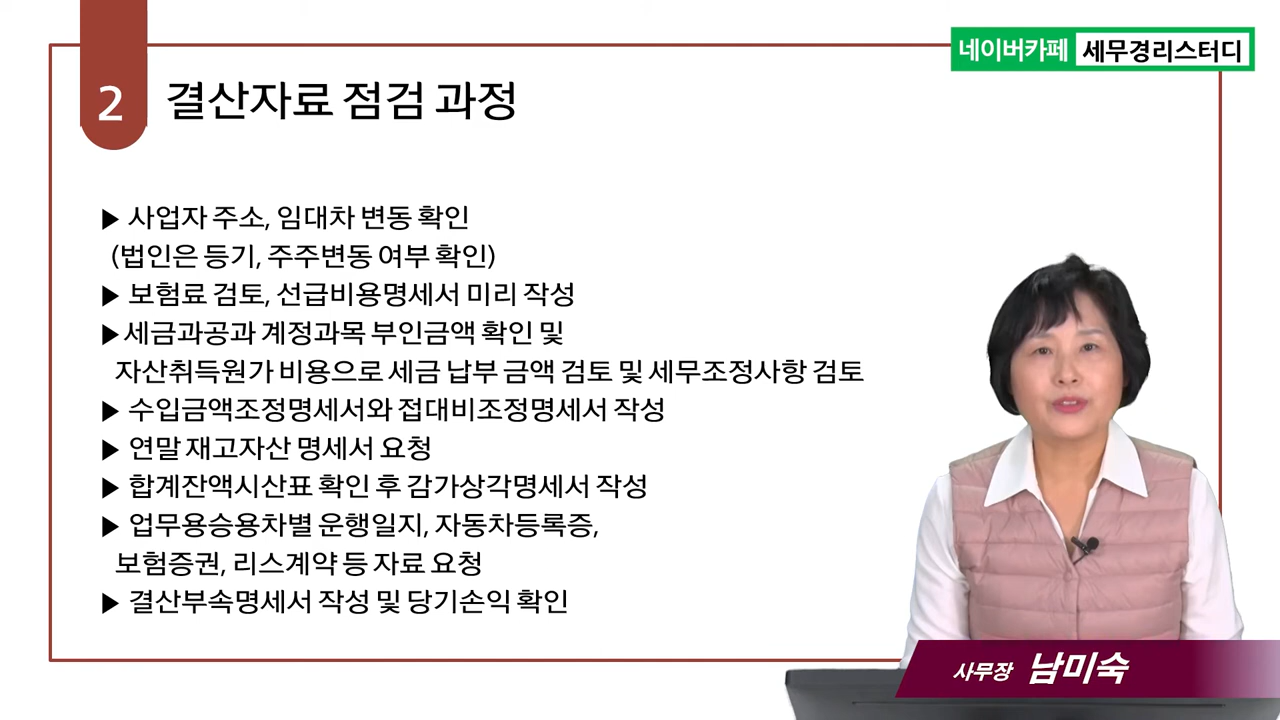 네이버카페 세무경리스터디
2 결산자료 점검 과정
▶ 사업자 주소, 임대차 변동 확인
(법인은 등기, 주주변동 여부 확인)
▶ 보험료 검토, 선급비용명세서 미리 작성
▶세금과공과 계정과목 부인금액 확인 및
자산취득원가 비용으로 세금 납부 금액 검토 및 세무조정사항 검토
▶ 수입금액조정명세서와 접대비조정명세서 작성
▶ 연말 재고자산 명세서 요청
▶ 합계잔액시산표 확인 후 감가상각명세서 작성
▶ 업무용승용차별 운행일지, 자동차등록증,
보험증권, 리스계약 등 자료 요청
▶ 결산부속명세서 작성 및 당기손익 확인
사무장 남미숙